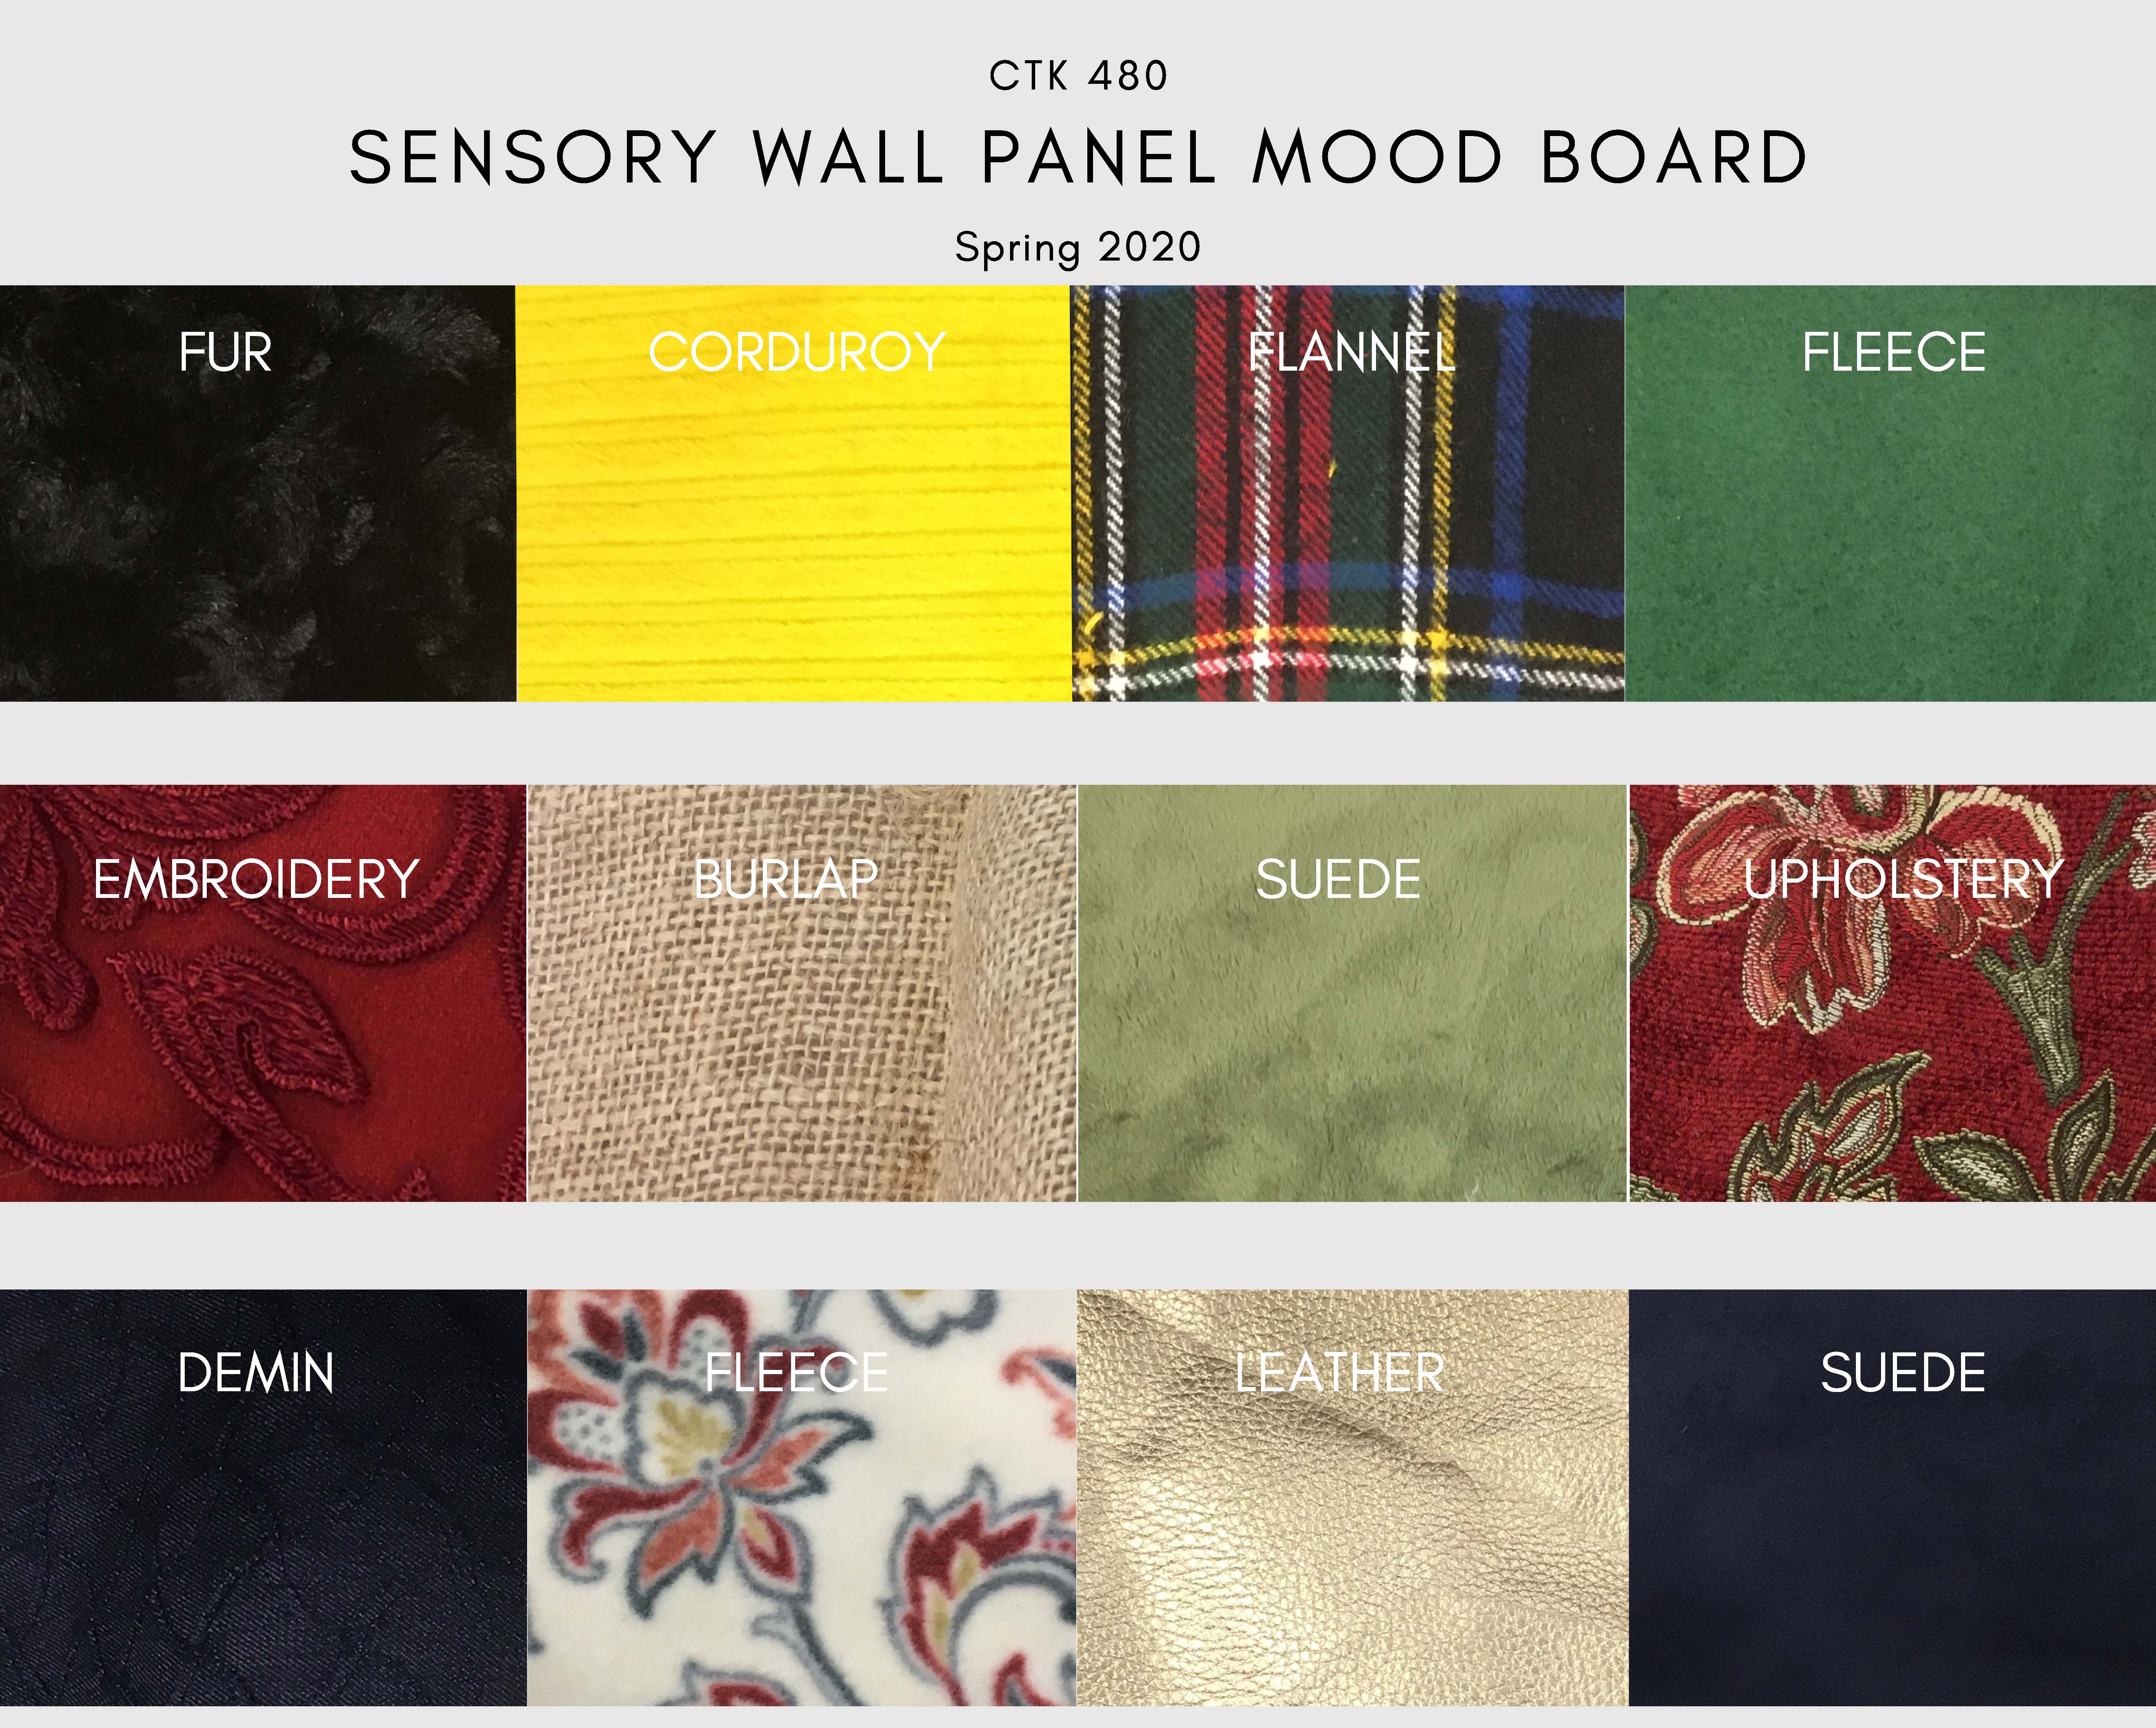 CTK 480
SENSORY WALL PANEL MOOD BOARD
Spring 2020
FUR
CORDUROY
FLANNEL
FLEECE
EMBROIDERY
BURLAP
SUEDE
UPHOLSTERY
DEMIN
FLEECE
LEATHER
SUEDE